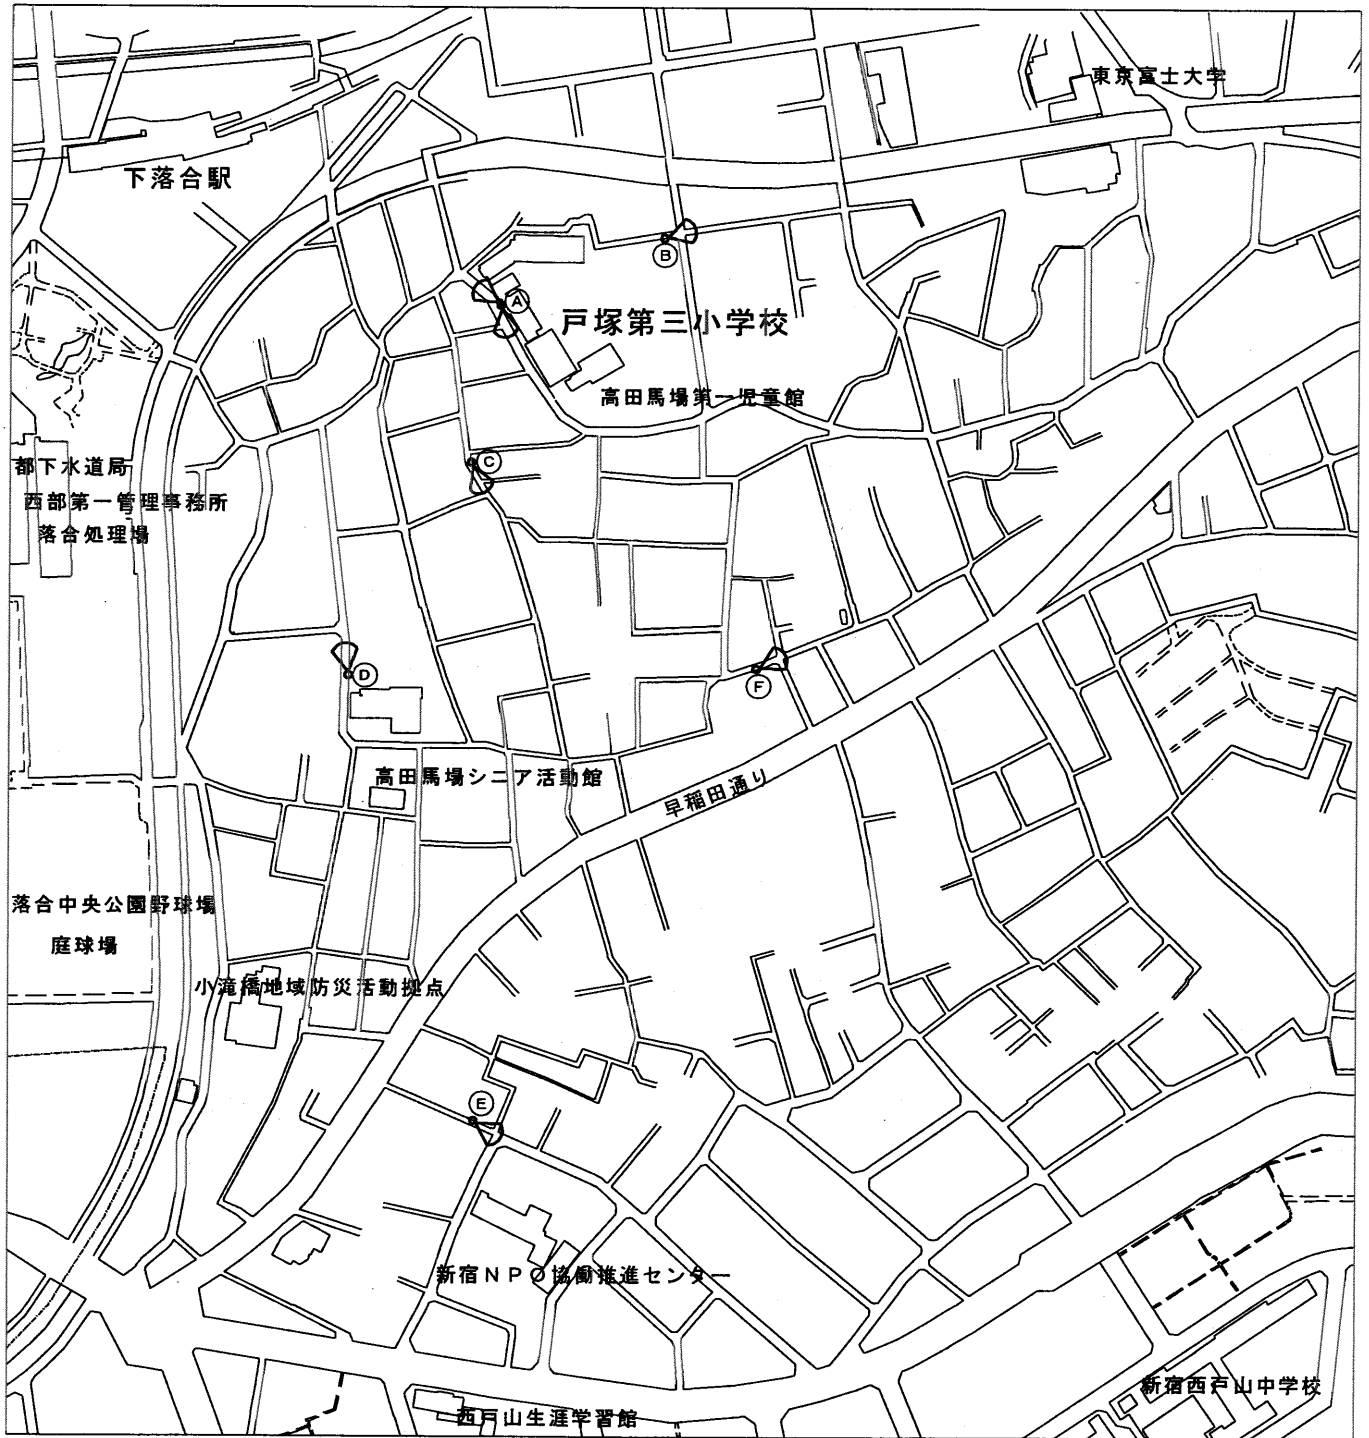 東京富士大学
下落合駅
B
A
戸塚第三小学校
高田馬場第一児童館
C
都下水道局
西部第一管理事務所
落合処理場
D
F
高田馬場シニア活動館
早稲田通り
落合中央公園野球場
庭球場
小滝橋地域防災活動拠点
E
新宿NPO協働推進センター
新宿西戸山中学校
西戸山生涯学習館